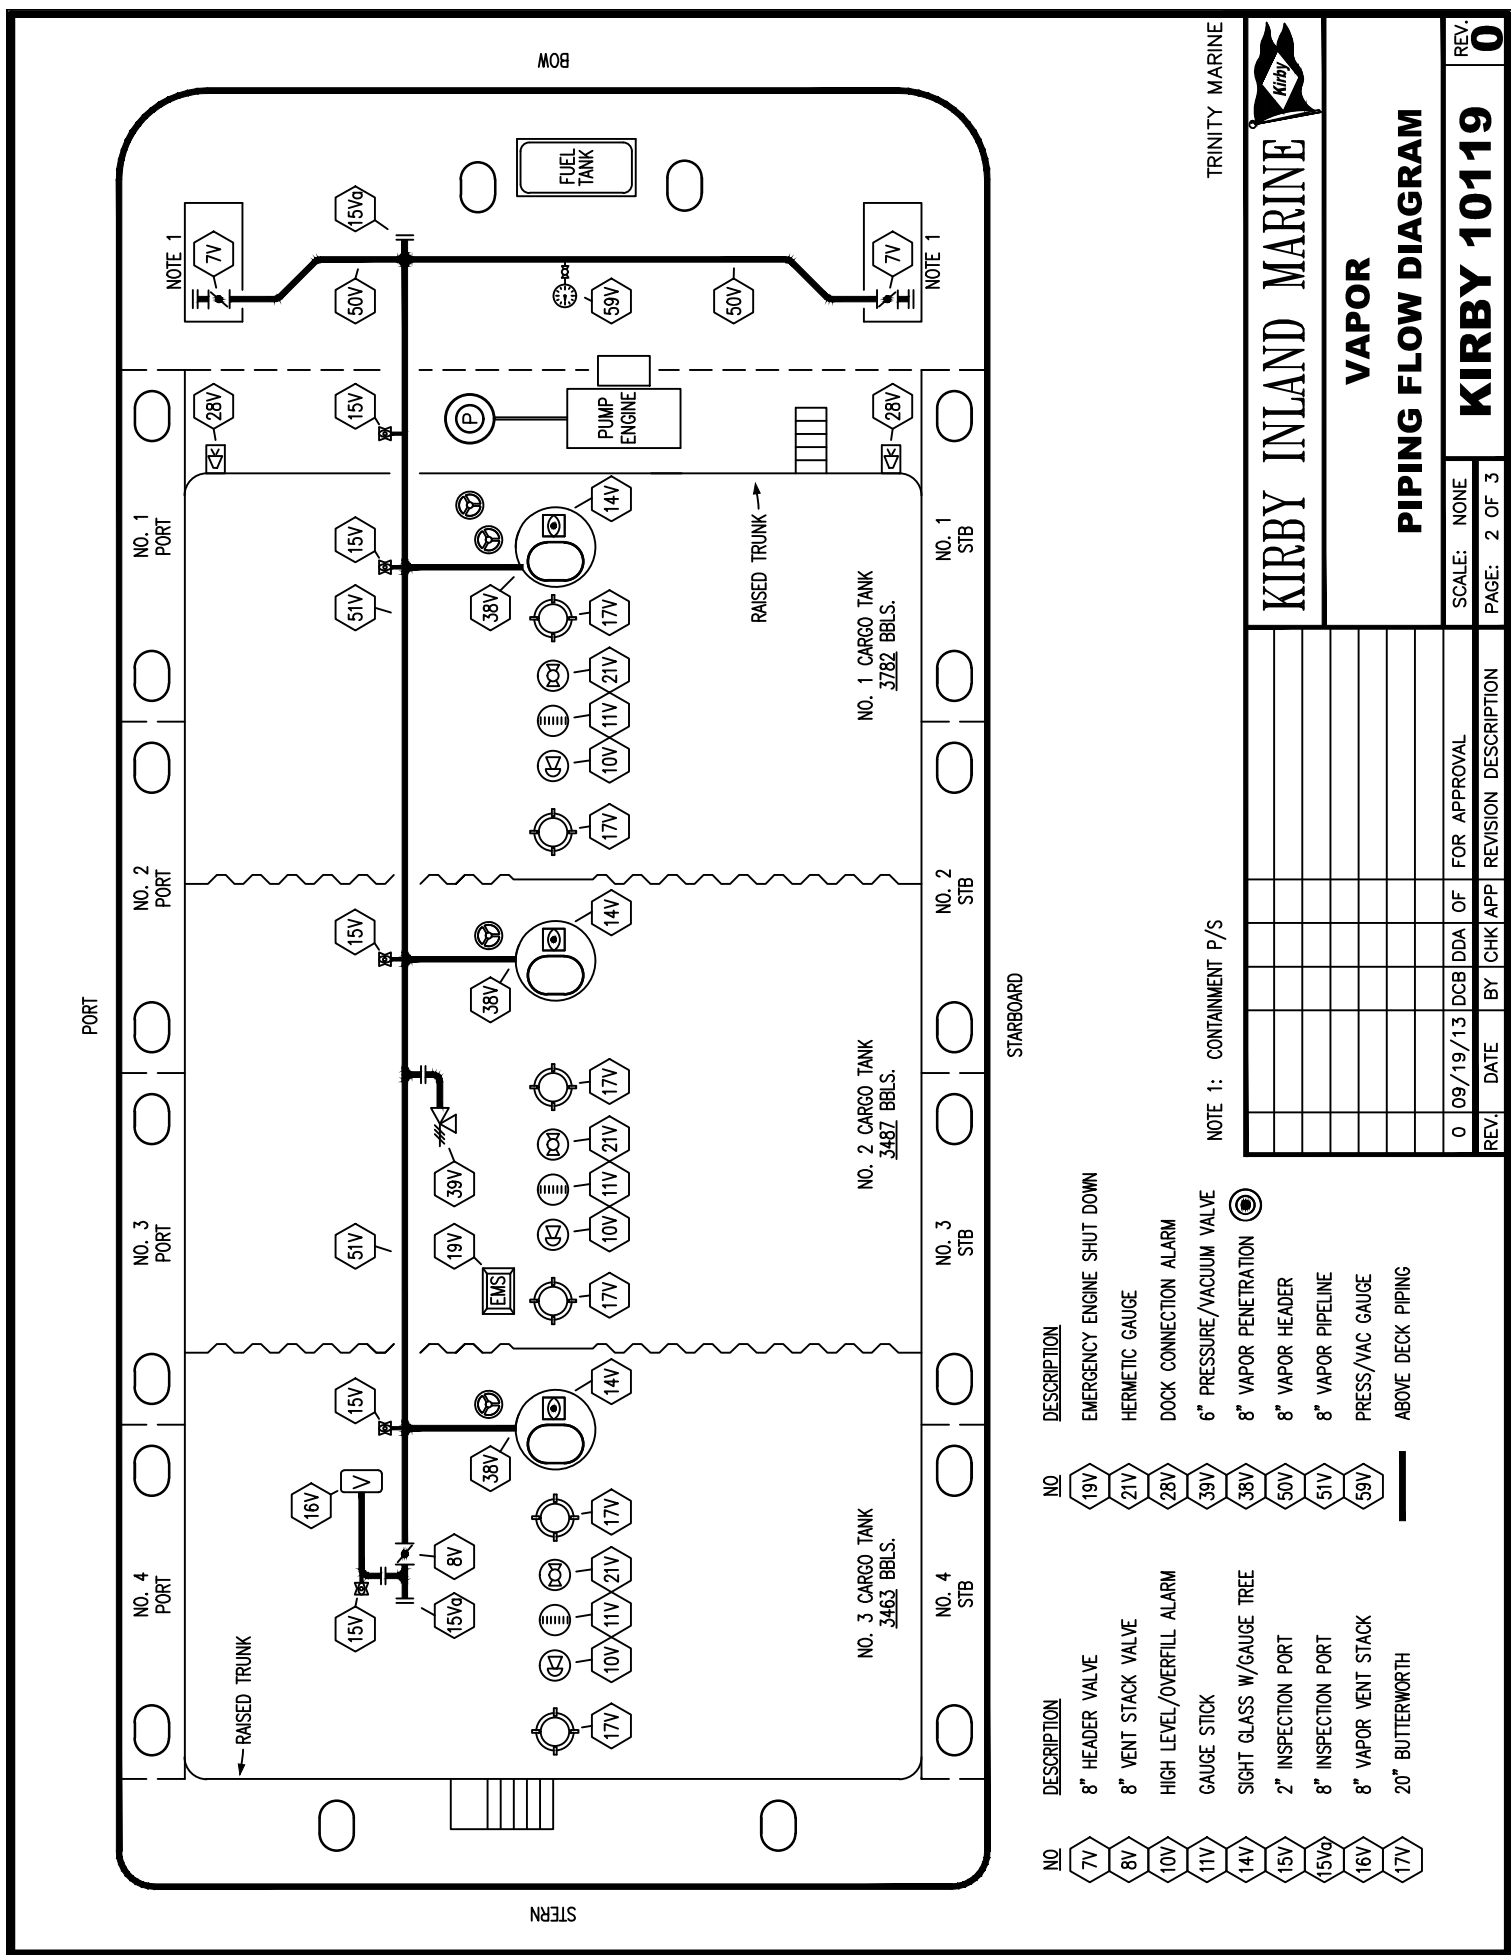 PORT
STERN
BOW
STARBOARD
NO. 4
PORT
NO. 3
PORT
NO. 2
PORT
NO. 1
PORT
NOTE 1
7V
RAISED TRUNK
16V
V
15V
15V
51V
15V
51V
15V
15V
50V
15Va
28V
15Va
8V
19V
EMS
39V
38V
38V
38V
P
PUMP
ENGINE
59V
FUEL
TANK
17V
10V
11V
21V
17V
14V
17V
10V
11V
21V
17V
14V
17V
10V
11V
21V
17V
14V
50V
RAISED TRUNK
28V
7V
NOTE 1
NO. 3 CARGO TANK
3463 BBLS.
NO. 2 CARGO TANK
3487 BBLS.
NO. 1 CARGO TANK
3782 BBLS.
NO. 4
STB
NO. 3
STB
NO. 2
STB
NO. 1
STB
NO DESCRIPTION
7V 8" HEADER VALVE
8V 8" VENT STACK VALVE
10V HIGH LEVEL/OVERFILL ALARM
11V GAUGE STICK
14V SIGHT GLASS W/GAUGE TREE
15V 2" INSPECTION PORT
15Va 8" INSPECTION PORT
16V 8" VAPOR VENT STACK
17V 20" BUTTERWORTH
NO DESCRIPTION
19V EMERGENCY ENGINE SHUT DOWN
21V HERMETIC GAUGE
28V DOCK CONNECTION ALARM
39V 6" PRESSURE/VACUUM VALVE
38V 8" VAPOR PENETRATION
50V 8" VAPOR HEADER
51V 8" VAPOR PIPELINE
59V PRESS/VAC GAUGE
ABOVE DECK PIPING
NOTE 1: CONTAINMENT P/S
TRINITY MARINE
KIRBY INLAND MARINE
Kirby
VAPOR
PIPING FLOW DIAGRAM
0 09/19/13 DCB DDA OF FOR APPROVAL
REV. DATE BY CHK APP REVISION DESCRIPTION
SCALE: NONE
PAGE: 2 OF 3
KIRBY 10119
REV.
0